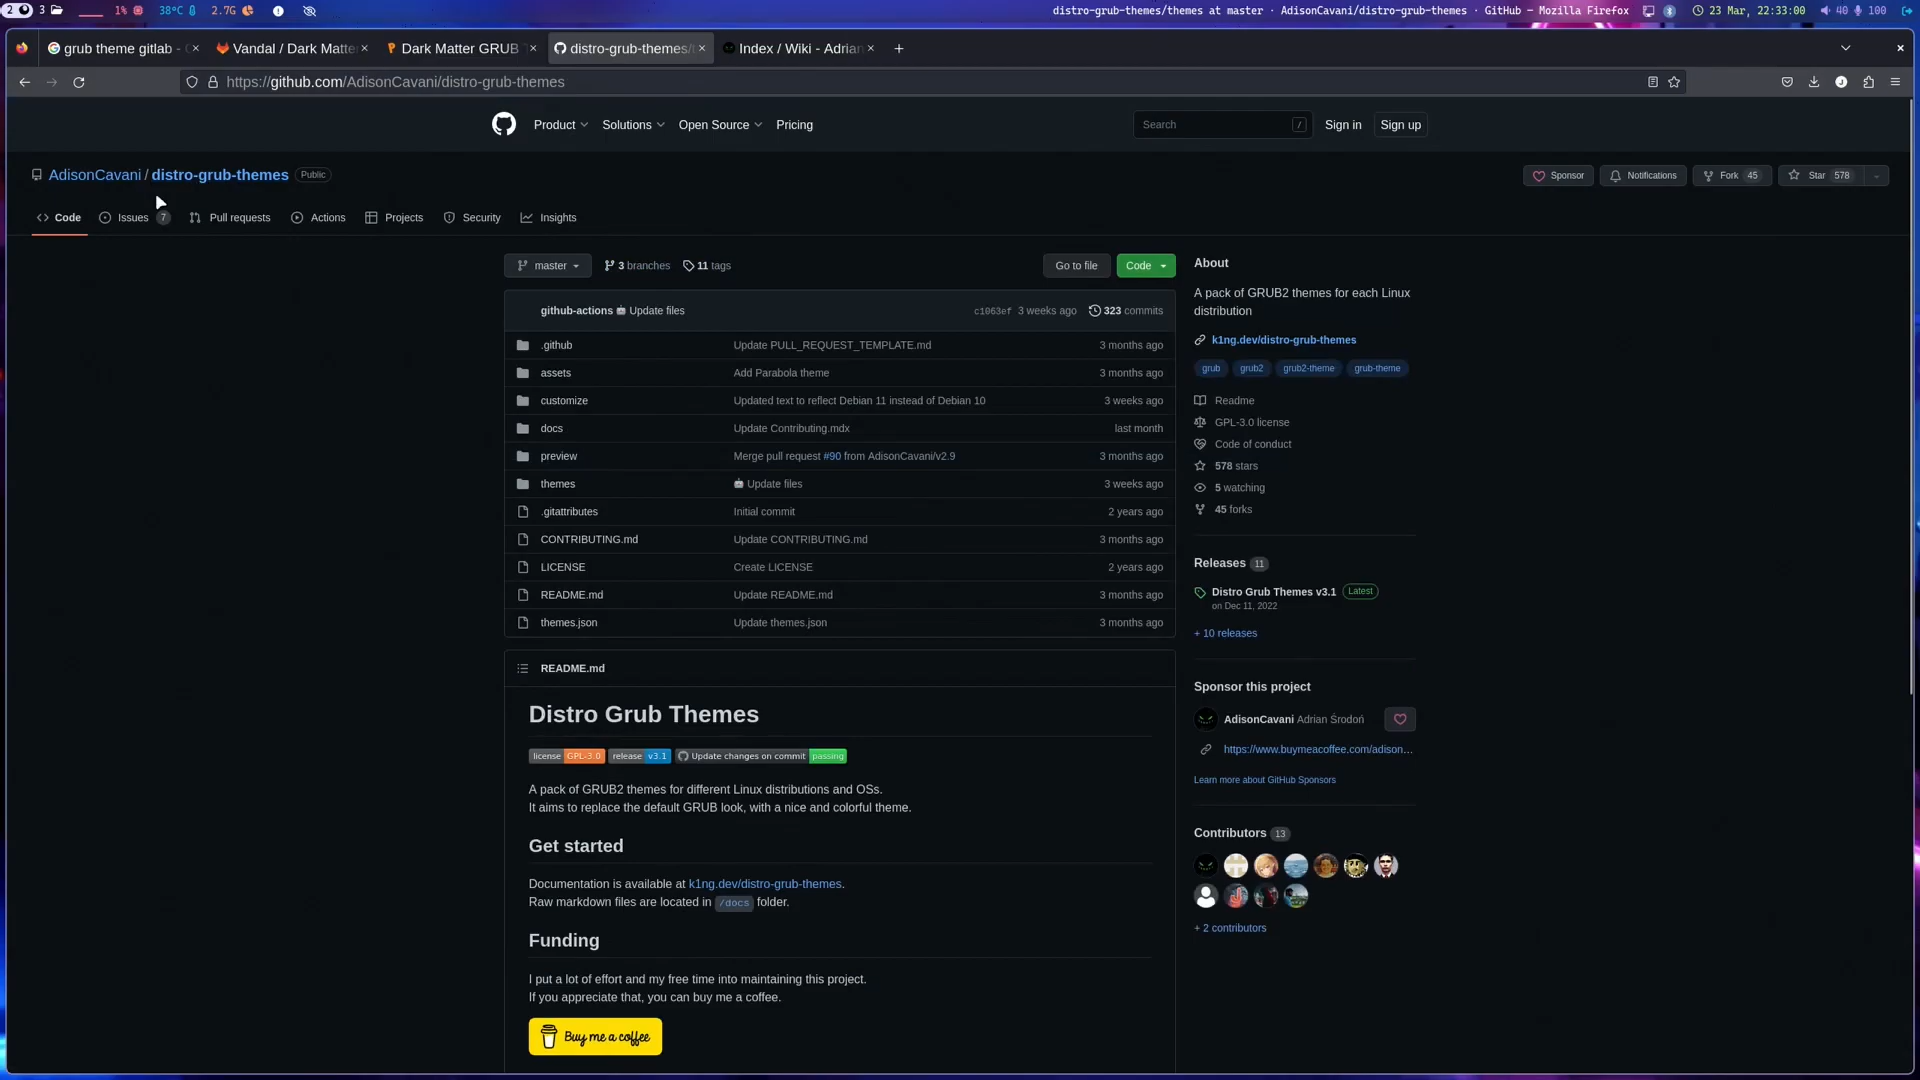 2 3 1% 38°C 2.7G distro-grub-themes/themes at master · AdisonCavani/distro-grub-themes · GitHub — Mozilla Firefox 23 Mar, 22:33:00 40 100
grub theme gitlab - Vandal / Dark Matte Dark Matter GRUB distro-grub-themes/ Index / Wiki - Adrian
https://github.com/AdisonCavani/distro-grub-themes
Product Solutions Open Source Pricing Search / Sign in Sign up
AdisonCavani / distro-grub-themes Public Sponsor Notifications Fork 45 Star 578
Code Issues 7 Pull requests Actions Projects Security Insights
master 3 branches 11 tags Go to file Code
github-actions Update files c1063ef 3 weeks ago 323 commits
.github Update PULL_REQUEST_TEMPLATE.md 3 months ago
assets Add Parabola theme 3 months ago
customize Updated text to reflect Debian 11 instead of Debian 10 3 weeks ago
docs Update Contributing.mdx last month
preview Merge pull request #90 from AdisonCavani/v2.9 3 months ago
themes Update files 3 weeks ago
.gitattributes Initial commit 2 years ago
CONTRIBUTING.md Update CONTRIBUTING.md 3 months ago
LICENSE Create LICENSE 2 years ago
README.md Update README.md 3 months ago
themes.json Update themes.json 3 months ago
README.md
Distro Grub Themes
license GPL-3.0 release v3.1 Update changes on commit passing
A pack of GRUB2 themes for different Linux distributions and OSs.
It aims to replace the default GRUB look, with a nice and colorful theme.
Get started
Documentation is available at k1ng.dev/distro-grub-themes.
Raw markdown files are located in /docs folder.
Funding
I put a lot of effort and my free time into maintaining this project.
If you appreciate that, you can buy me a coffee.
Buy me a coffee
About
A pack of GRUB2 themes for each Linux
distribution
k1ng.dev/distro-grub-themes
grub grub2 grub2-theme grub-theme
Readme
GPL-3.0 license
Code of conduct
578 stars
5 watching
45 forks
Releases 11
Distro Grub Themes v3.1 Latest
on Dec 11, 2022
+ 10 releases
Sponsor this project
AdisonCavani Adrian Środoń
https://www.buymeacoffee.com/adison...
Learn more about GitHub Sponsors
Contributors 13
+ 2 contributors